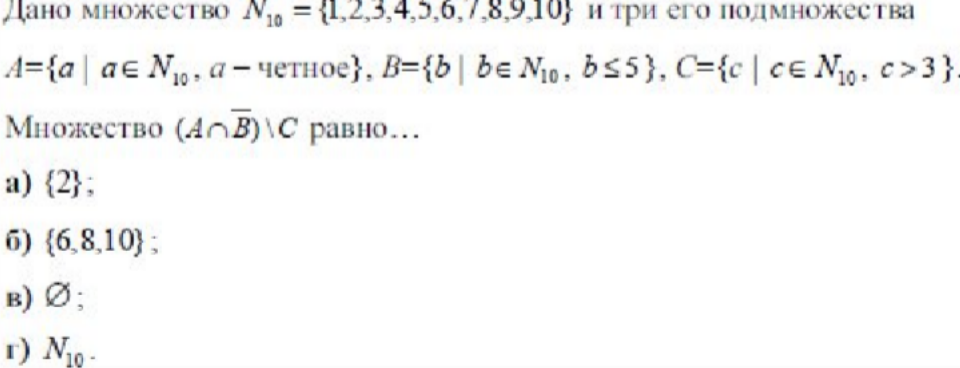 Дано множество N₁₀ = {1,2,3,4,5,6,7,8,9,10} и три его подмножества
A={a | a∈ N₁₀, a – четное}, B={b | b∈ N₁₀, b≤5}, C={c | c∈ N₁₀, c>3}.
Множество (A∩B̅)\C равно…
а) {2};
б) {6,8,10};
в) ∅;
г) N₁₀.